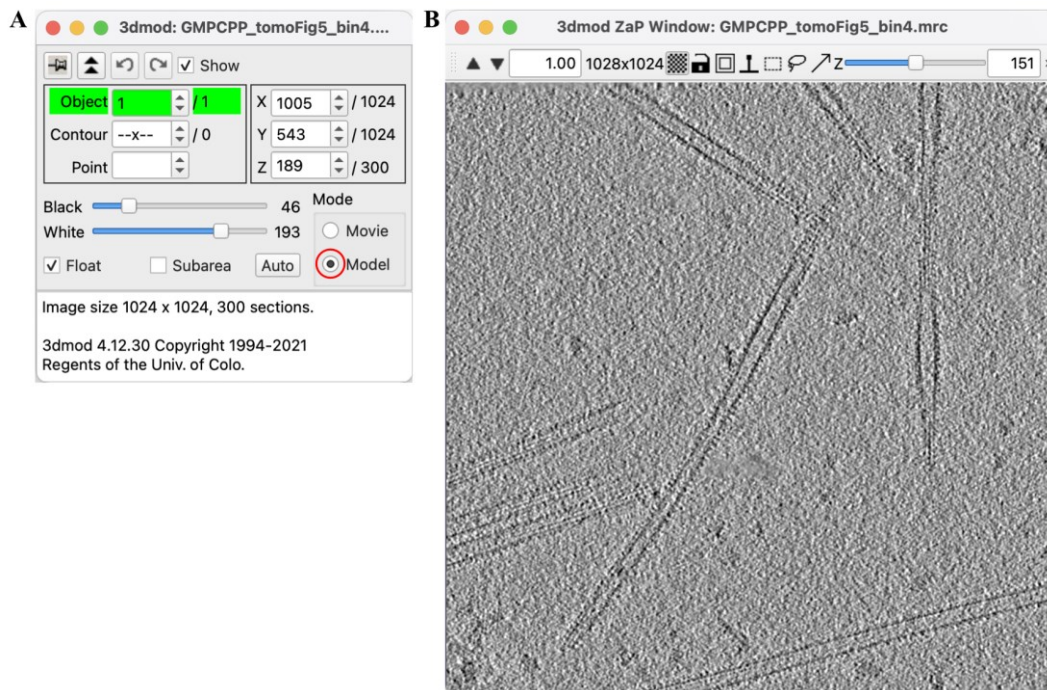 A
3dmod: GMPCPP_tomoFig5_bin4....
Show
Object 1 / 1
X 1005 / 1024
Contour --x-- / 0
Y 543 / 1024
Point
Z 189 / 300
Black 46
White 193
Mode
Movie
Model
Float Subarea Auto
Image size 1024 x 1024, 300 sections.
3dmod 4.12.30 Copyright 1994-2021
Regents of the Univ. of Colo.
B
3dmod ZaP Window: GMPCPP_tomoFig5_bin4.mrc
1.00 1028x1024 Z 151